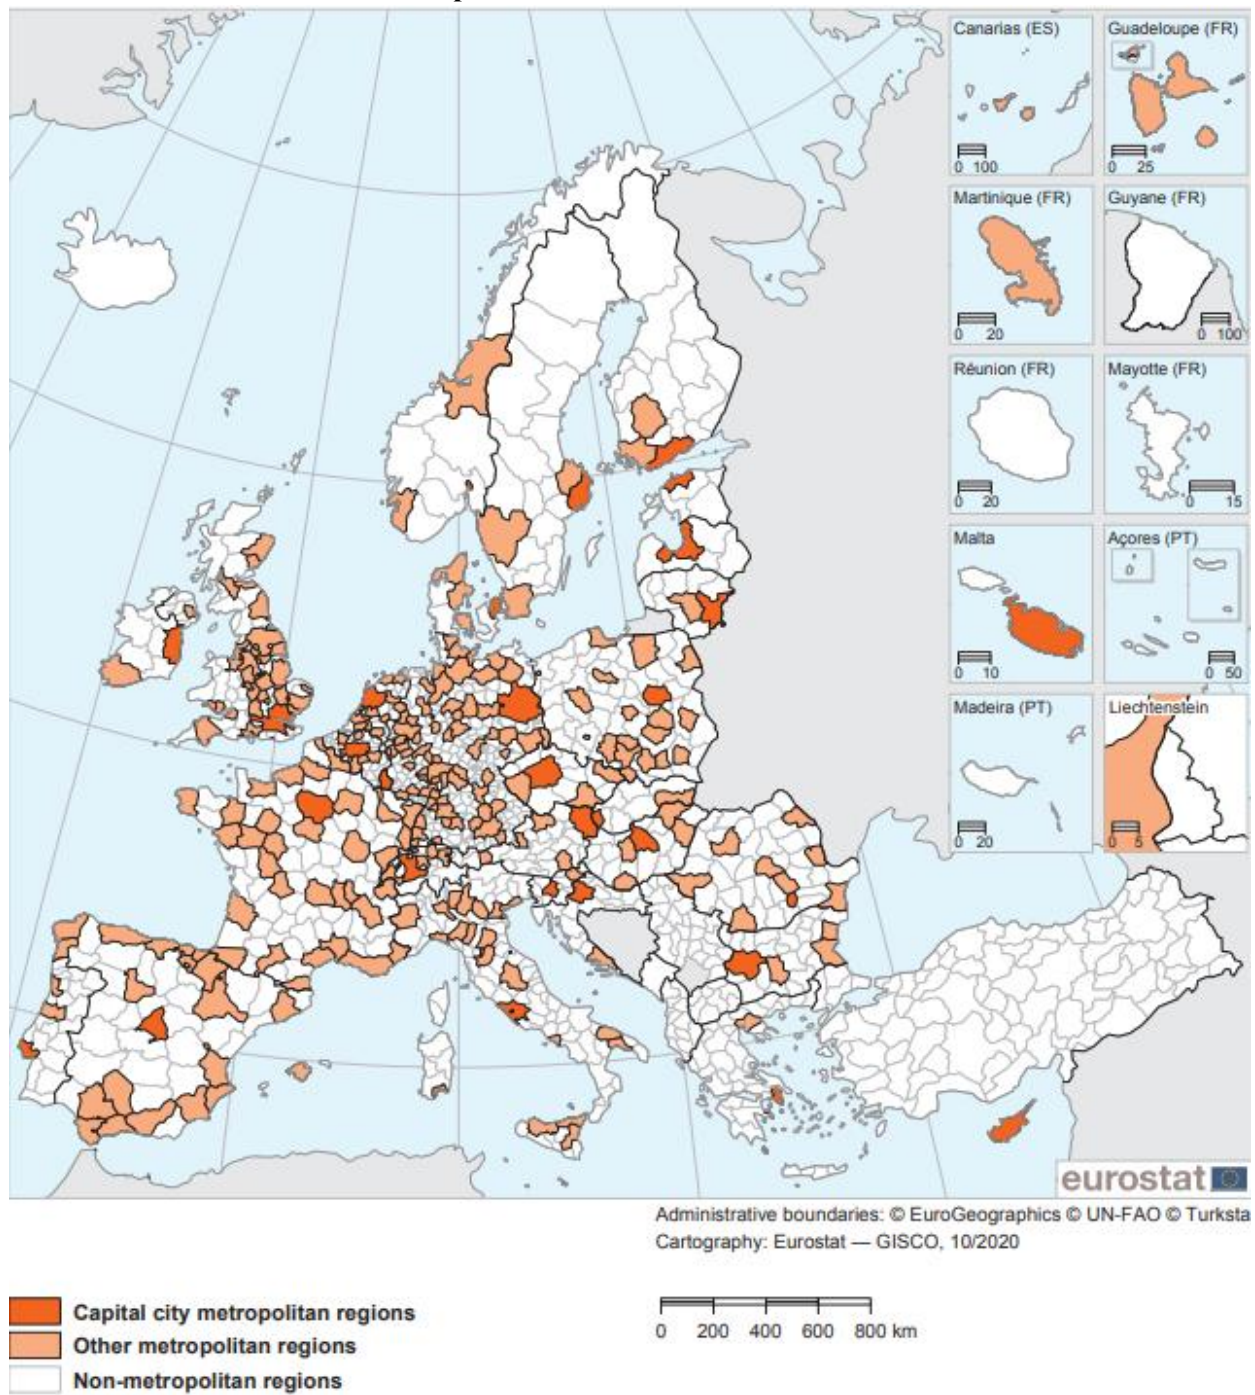 Canarias (ES)
0 100
Guadeloupe (FR)
0 25
Martinique (FR)
0 20
Guyane (FR)
0 100
Réunion (FR)
0 20
Mayotte (FR)
0 15
Malta
0 10
Açores (PT)
0 50
Madeira (PT)
0 20
Liechtenstein
0 5
eurostat
Administrative boundaries: © EuroGeographics © UN-FAO © Turksta
Cartography: Eurostat — GISCO, 10/2020
Capital city metropolitan regions
Other metropolitan regions
Non-metropolitan regions
0 200 400 600 800 km